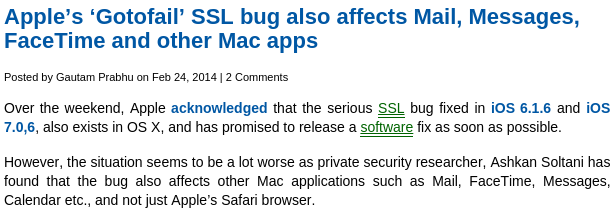 Apple’s ‘Gotofail’ SSL bug also affects Mail, Messages,
FaceTime and other Mac apps
Posted by Gautam Prabhu on Feb 24, 2014 | 2 Comments
Over the weekend, Apple acknowledged that the serious SSL bug fixed in iOS 6.1.6 and iOS
7.0,6, also exists in OS X, and has promised to release a software fix as soon as possible.
However, the situation seems to be a lot worse as private security researcher, Ashkan Soltani has
found that the bug also affects other Mac applications such as Mail, FaceTime, Messages,
Calendar etc., and not just Apple’s Safari browser.